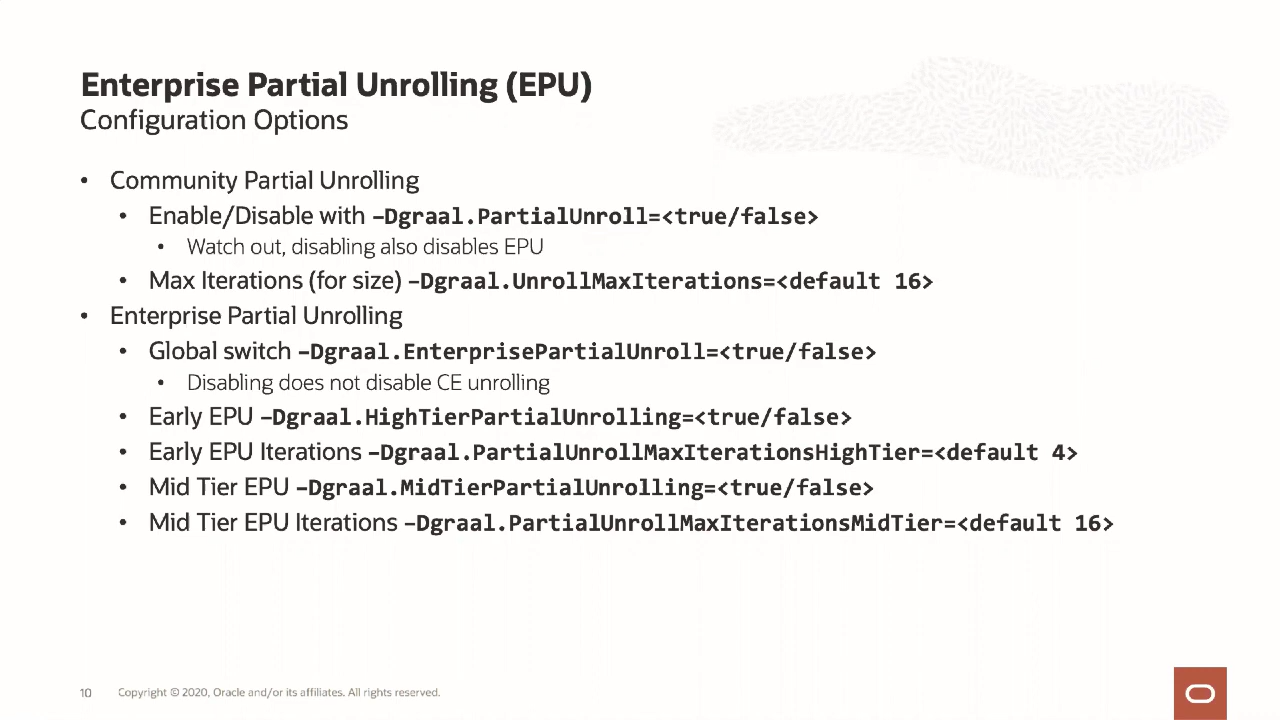 Enterprise Partial Unrolling (EPU)
Configuration Options
• Community Partial Unrolling
• Enable/Disable with –Dgraal.PartialUnroll=<true/false>
• Watch out, disabling also disables EPU
• Max Iterations (for size) –Dgraal.UnrollMaxIterations=<default 16>
• Enterprise Partial Unrolling
• Global switch –Dgraal.EnterprisePartialUnroll=<true/false>
• Disabling does not disable CE unrolling
• Early EPU –Dgraal.HighTierPartialUnrolling=<true/false>
• Early EPU Iterations –Dgraal.PartialUnrollMaxIterationsHighTier=<default 4>
• Mid Tier EPU –Dgraal.MidTierPartialUnrolling=<true/false>
• Mid Tier EPU Iterations –Dgraal.PartialUnrollMaxIterationsMidTier=<default 16>
10 Copyright © 2020, Oracle and/or its affiliates. All rights reserved.